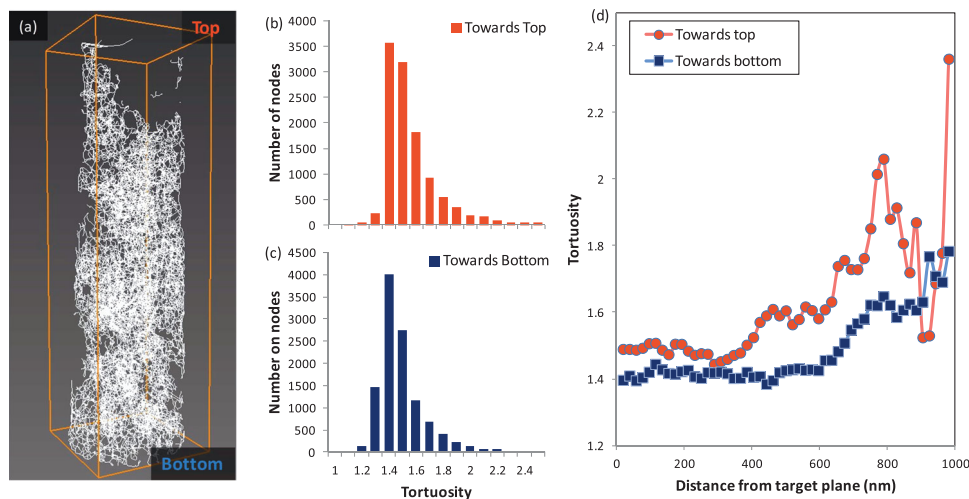 (a)
Top
Bottom
(b)
Towards Top
Number of nodes
4000
3500
3000
2500
2000
1500
1000
500
0
(c)
Towards Bottom
Number on nodes
4500
4000
3500
3000
2500
2000
1500
1000
500
0
1 1.2 1.4 1.6 1.8 2 2.2 2.4
Tortuosity
(d)
Towards top
Towards bottom
Tortuosity
2.4
2.2
2
1.8
1.6
1.4
1.2
0 200 400 600 800 1000
Distance from target plane (nm)